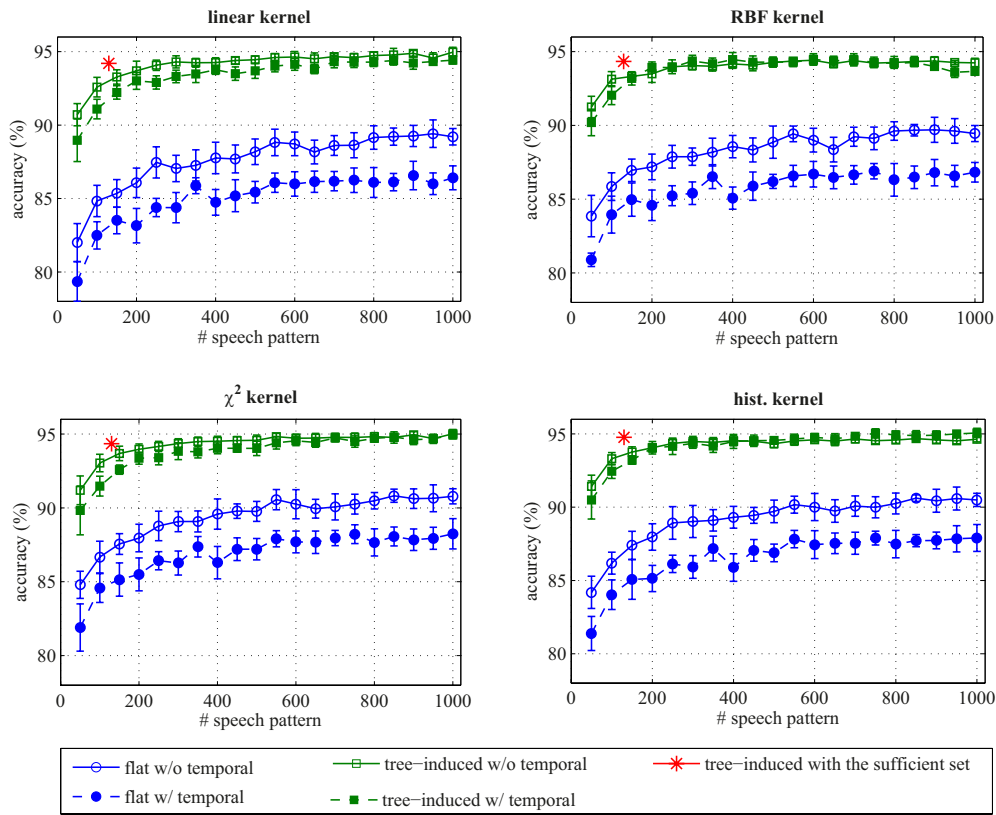 linear kernel
95
90
85
80
accuracy (%)
0 200 400 600 800 1000
# speech pattern
RBF kernel
95
90
85
80
accuracy (%)
0 200 400 600 800 1000
# speech pattern
χ² kernel
95
90
85
80
accuracy (%)
0 200 400 600 800 1000
# speech pattern
hist. kernel
95
90
85
80
accuracy (%)
0 200 400 600 800 1000
# speech pattern
flat w/o temporal
flat w/ temporal
tree−induced w/o temporal
tree−induced w/ temporal
tree−induced with the sufficient set